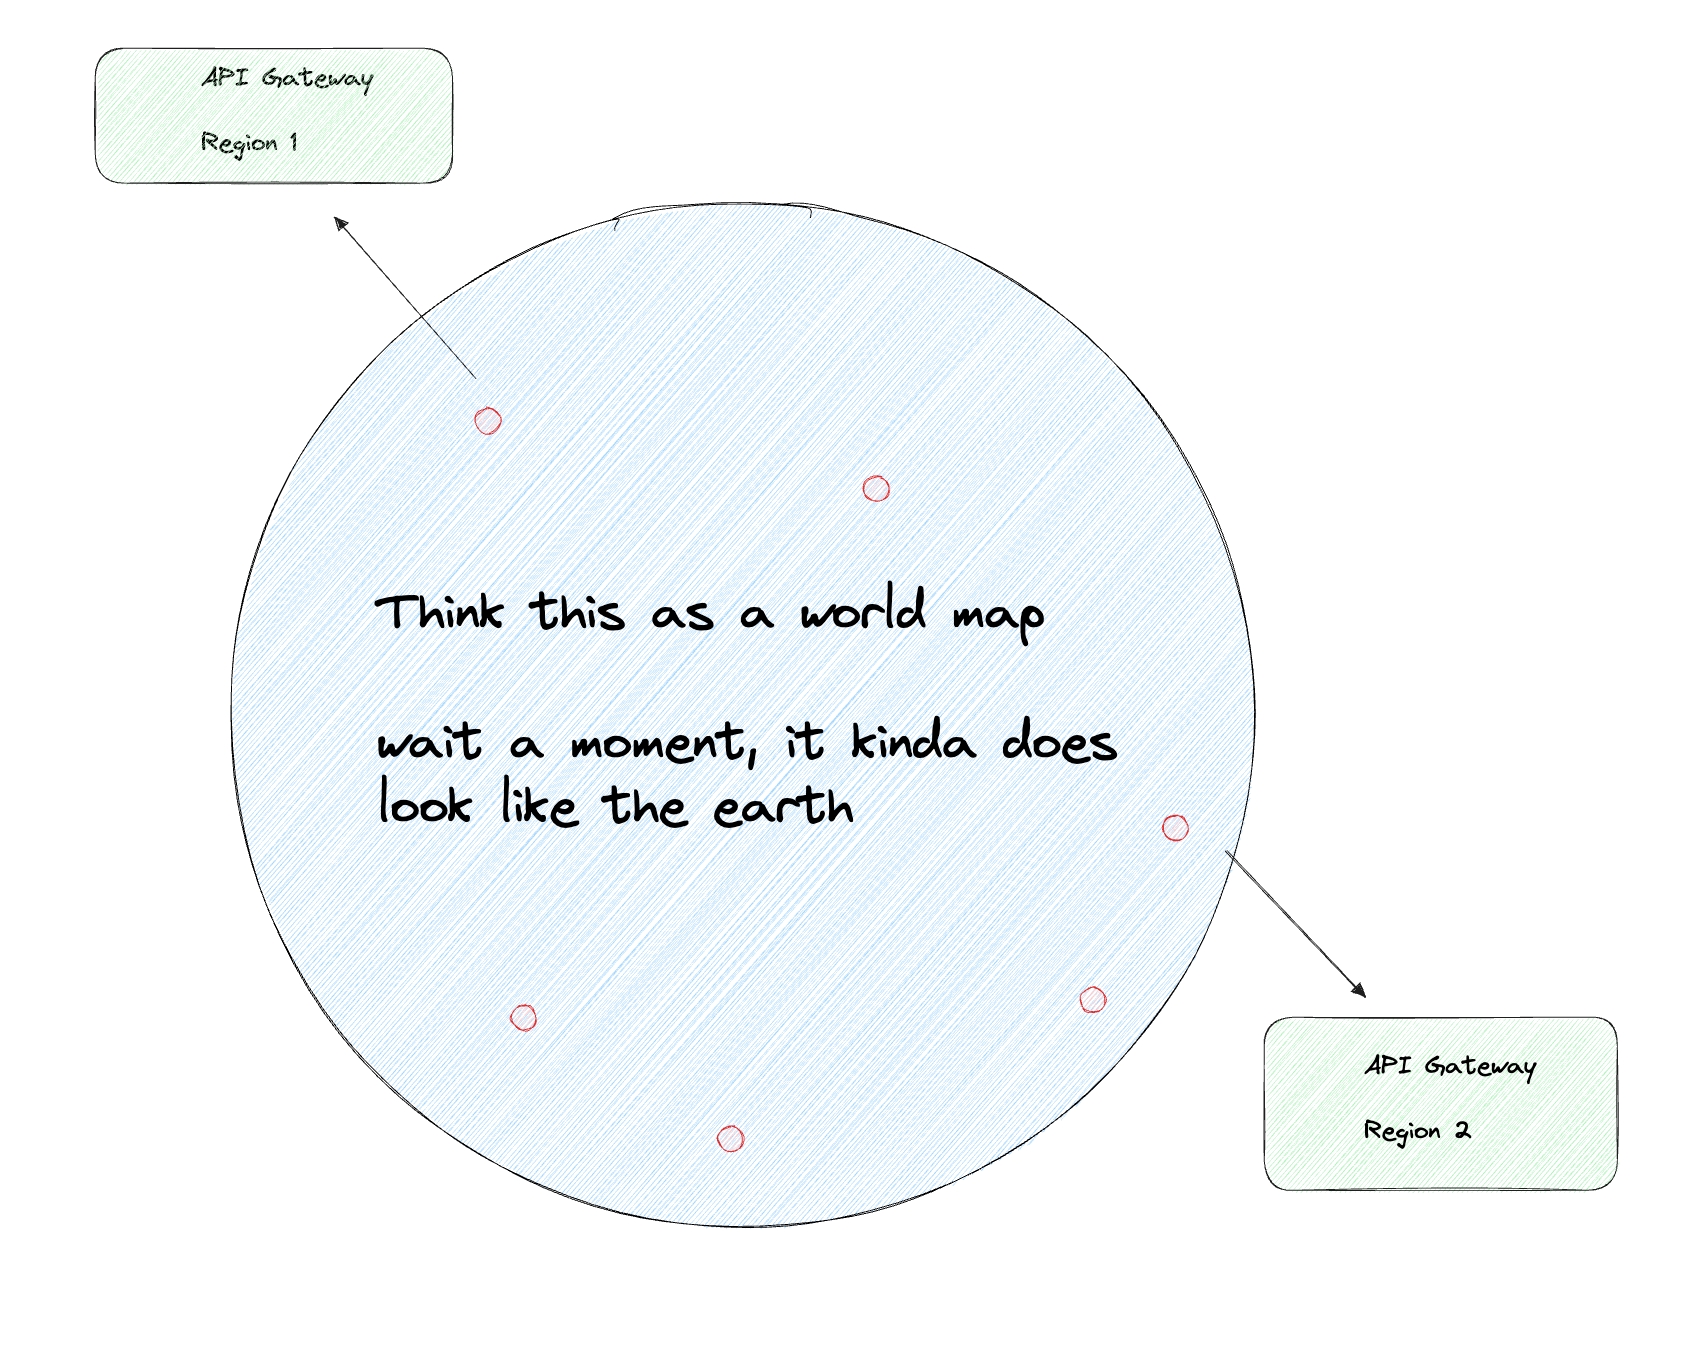 API Gateway
Region 1
Think this as a world map
wait a moment, it kinda does
look like the earth
API Gateway
Region 2